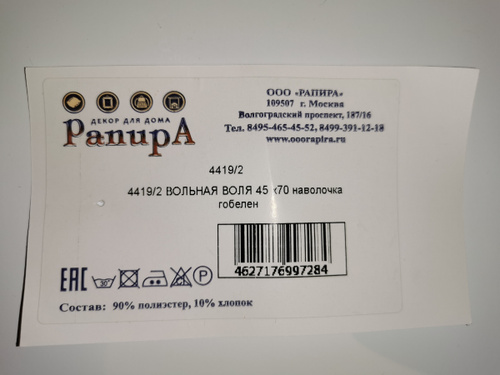 ДЕКОР ДЛЯ ДОМА
РапирА
ООО «РАПИРА»
109507 г. Москва
Волгоградский проспект, 187/16
Тел. 8495-465-45-52, 8499-391-12-18
www.ooorapira.ru
4419/2
4419/2 ВОЛЬНАЯ ВОЛЯ 45 х70 наволочка
гобелен
4627176997284
ЕАС
30°
P
Состав: 90% полиэстер, 10% хлопок